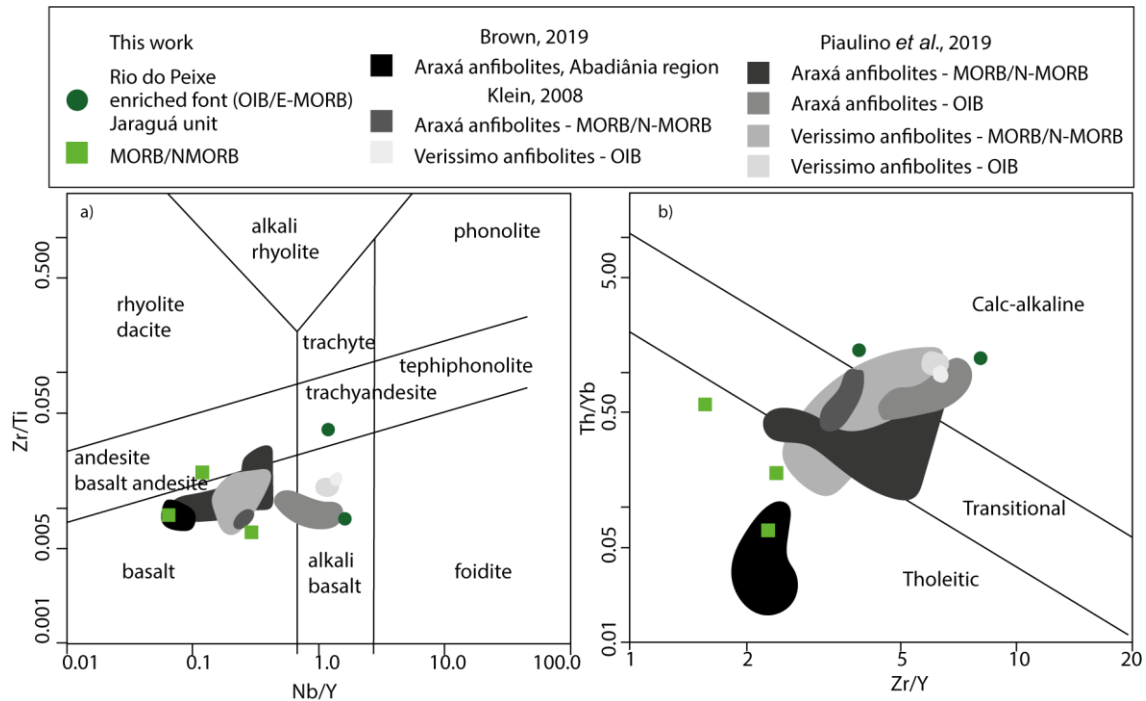 This work
Rio do Peixe
enriched font (OIB/E-MORB)
Jaraguá unit
MORB/NMORB
Brown, 2019
Araxá anfibolites, Abadiânia region
Klein, 2008
Araxá anfibolites - MORB/N-MORB
Verissimo anfibolites - OIB
Piaulino et al., 2019
Araxá anfibolites - MORB/N-MORB
Araxá anfibolites - OIB
Verissimo anfibolites - MORB/N-MORB
Verissimo anfibolites - OIB
a)
alkali
rhyolite
phonolite
rhyolite
dacite
trachyte
tephiphonolite
trachyandesite
andesite
basalt andesite
basalt
alkali
basalt
foidite
Zr/Ti
0.500
0.050
0.005
0.001
0.01
0.1
1.0
10.0
100.0
Nb/Y
b)
Calc-alkaline
Transitional
Tholeitic
Th/Yb
5.00
0.50
0.05
0.01
1
2
5
10
20
Zr/Y